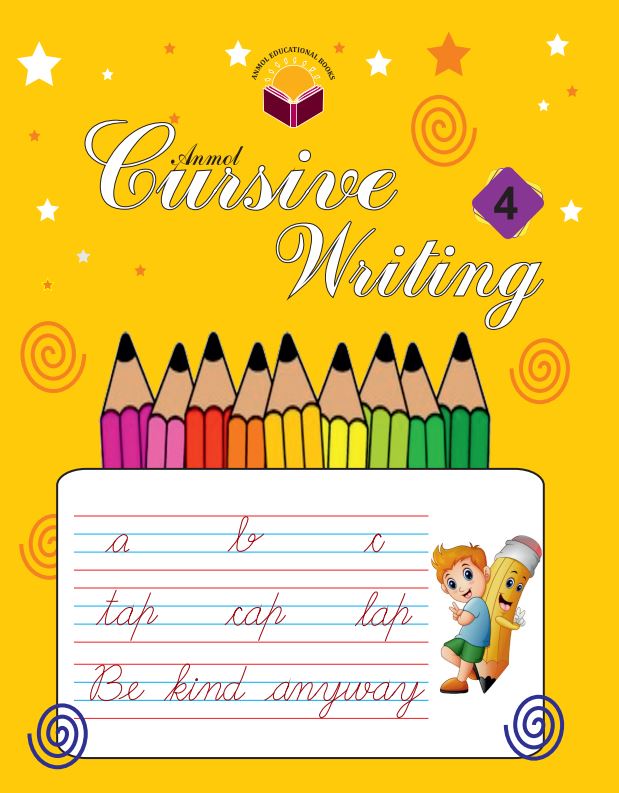 ANMOL EDUCATIONAL BOOKS
Anmol
Cursive
4
Writing
a b c
tap cap lap
Be kind anyway